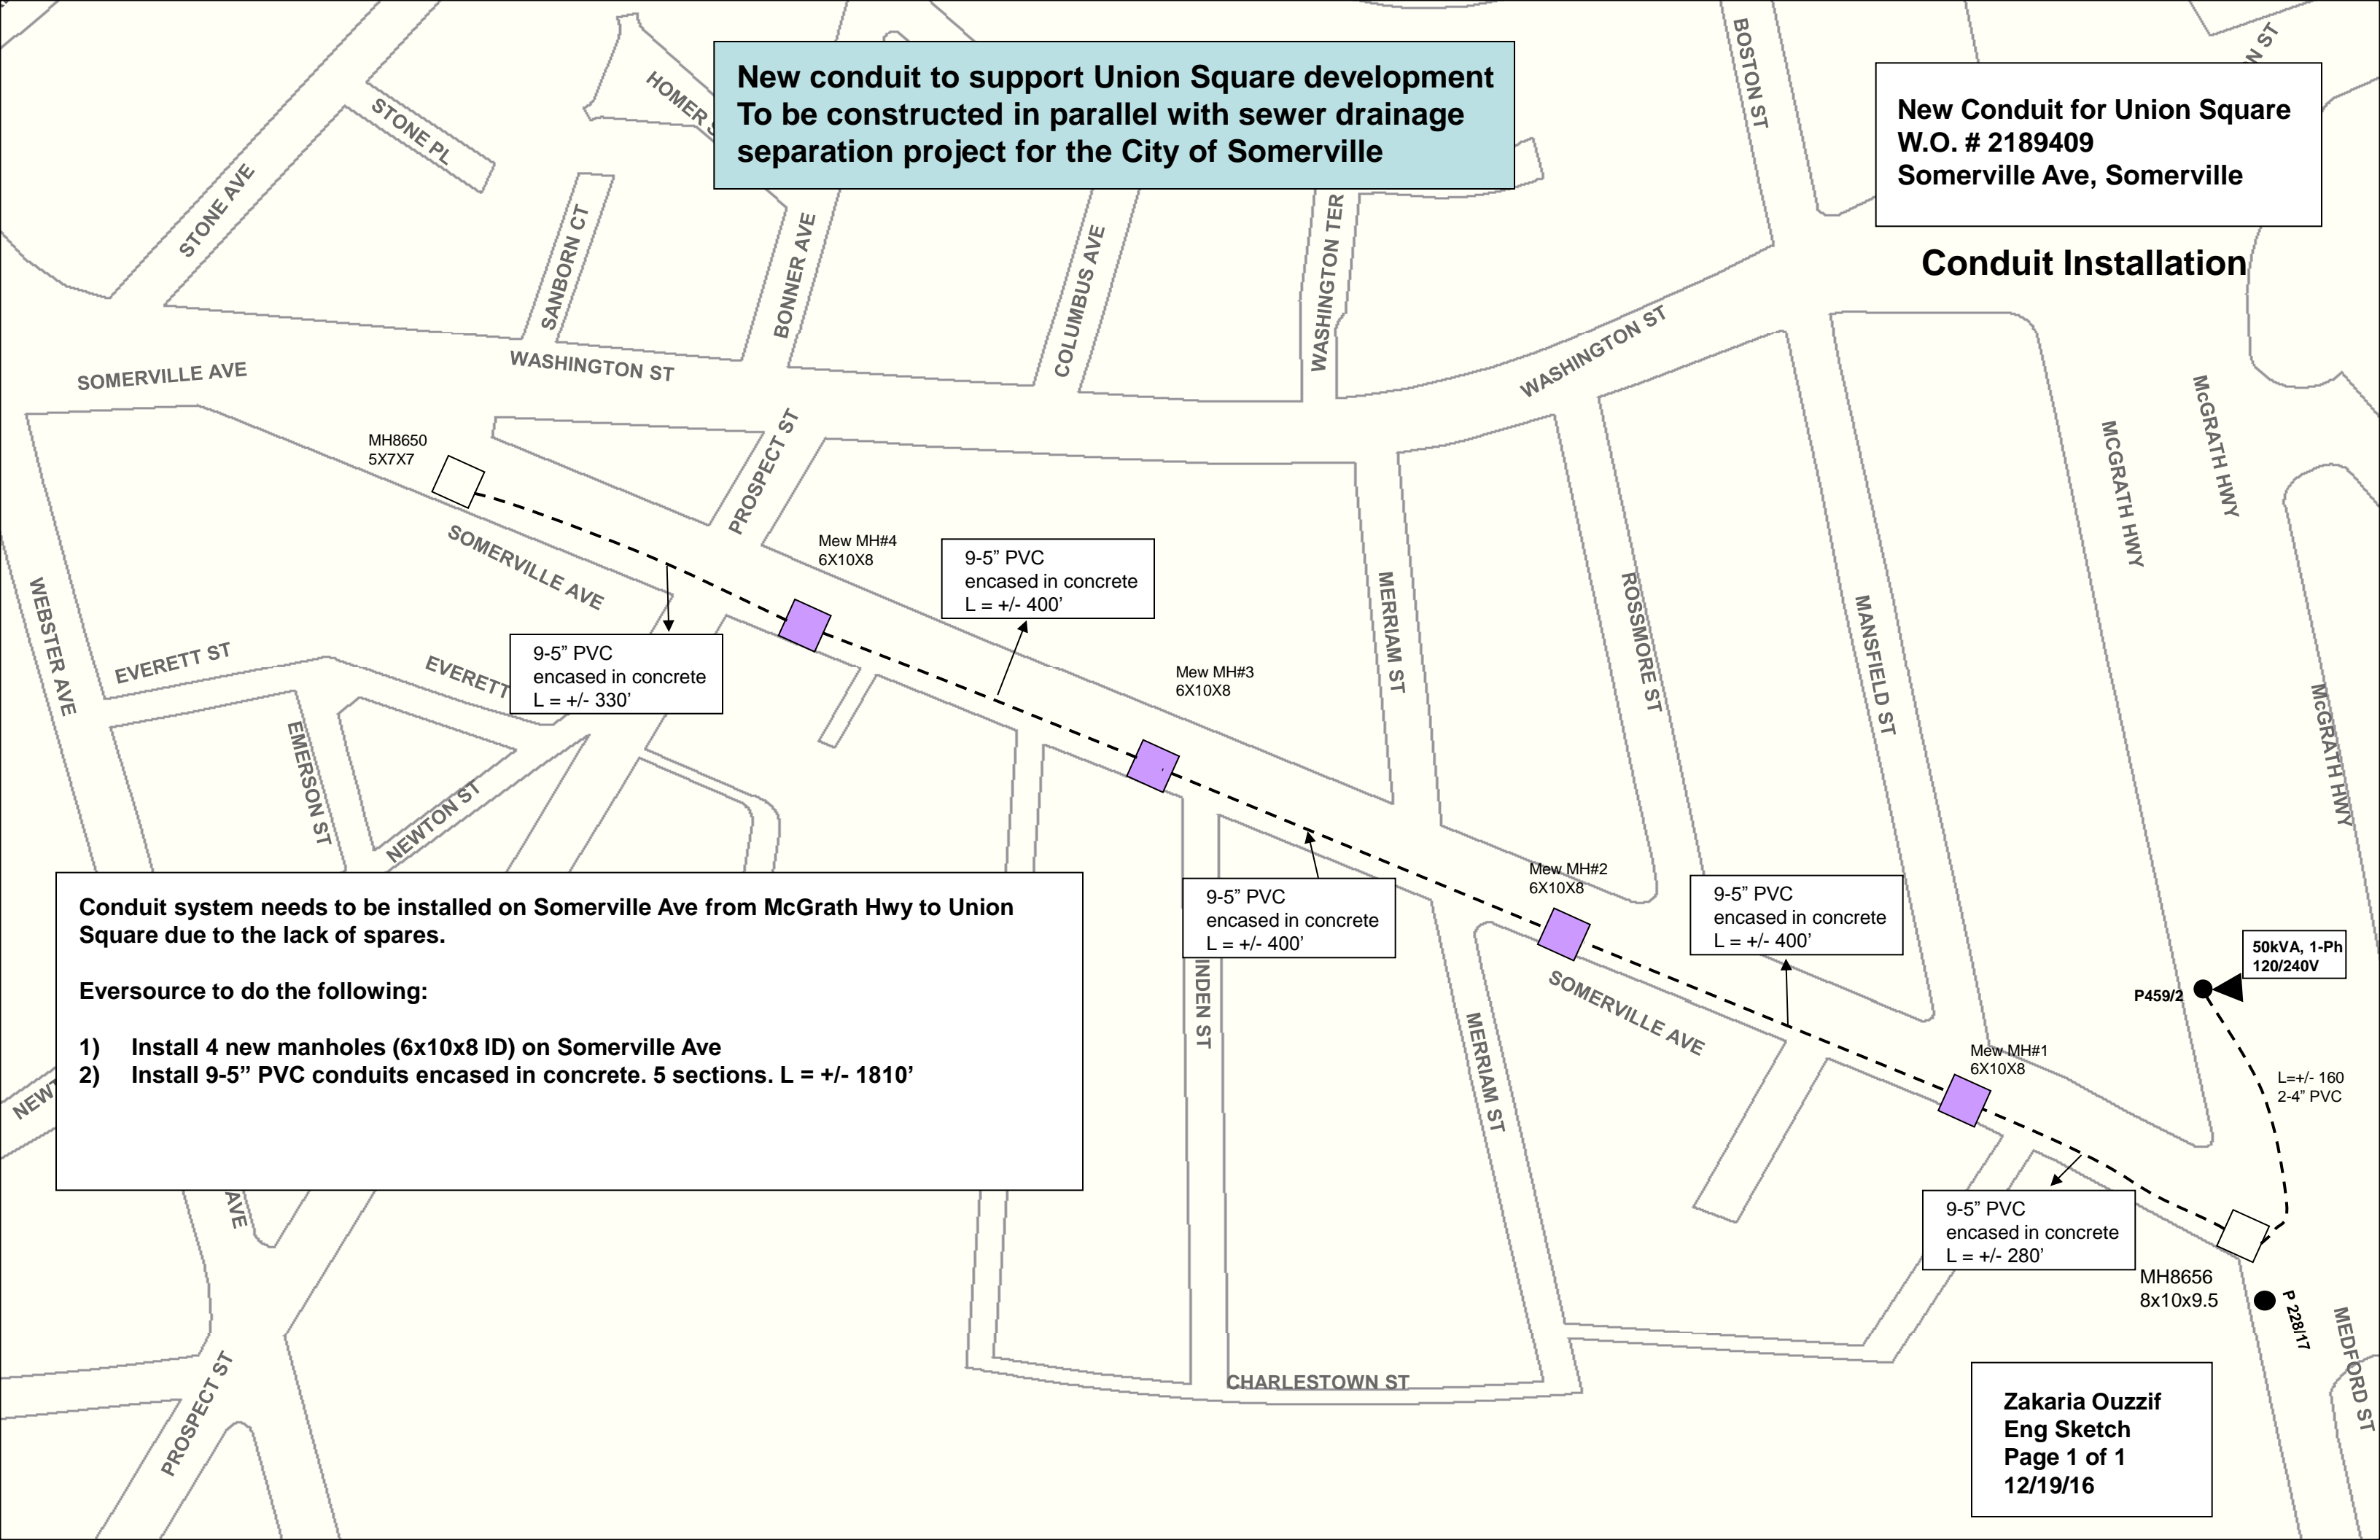 New conduit to support Union Square development
To be constructed in parallel with sewer drainage
separation project for the City of Somerville
New Conduit for Union Square
W.O. # 2189409
Somerville Ave, Somerville
Conduit Installation
BOSTON ST
N ST
HOMER S
STONE PL
STONE AVE
SANBORN CT
BONNER AVE
COLUMBUS AVE
WASHINGTON TER
WASHINGTON ST
SOMERVILLE AVE
WASHINGTON ST
MCGRATH HWY
McGRATH HWY
PROSPECT ST
MH8650
5X7X7
SOMERVILLE AVE
Mew MH#4
6X10X8
9-5” PVC
encased in concrete
L = +/- 400’
WEBSTER AVE
EVERETT ST
EVERETT
9-5” PVC
encased in concrete
L = +/- 330’
Mew MH#3
6X10X8
MERRIAM ST
ROSSMORE ST
MANSFIELD ST
McGRATH HWY
EMERSON ST
NEWTON ST
Mew MH#2
6X10X8
9-5” PVC
encased in concrete
L = +/- 400’
9-5” PVC
encased in concrete
L = +/- 400’
50kVA, 1-Ph
120/240V
P459/2
Conduit system needs to be installed on Somerville Ave from McGrath Hwy to Union
Square due to the lack of spares.
Eversource to do the following:
1) Install 4 new manholes (6x10x8 ID) on Somerville Ave
2) Install 9-5” PVC conduits encased in concrete. 5 sections. L = +/- 1810’
INDEN ST
MERRIAM ST
SOMERVILLE AVE
Mew MH#1
6X10X8
L=+/- 160
2-4” PVC
NEWT
AVE
9-5” PVC
encased in concrete
L = +/- 280’
MH8656
8x10x9.5
P 228/17
MEDFORD ST
CHARLESTOWN ST
PROSPECT ST
Zakaria Ouzzif
Eng Sketch
Page 1 of 1
12/19/16